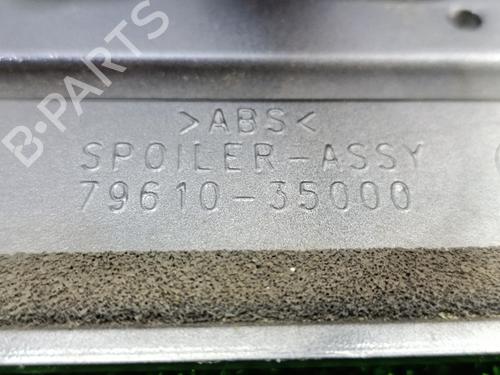 B-PARTS
>ABS<
SPOILER-ASSY
79610-35000